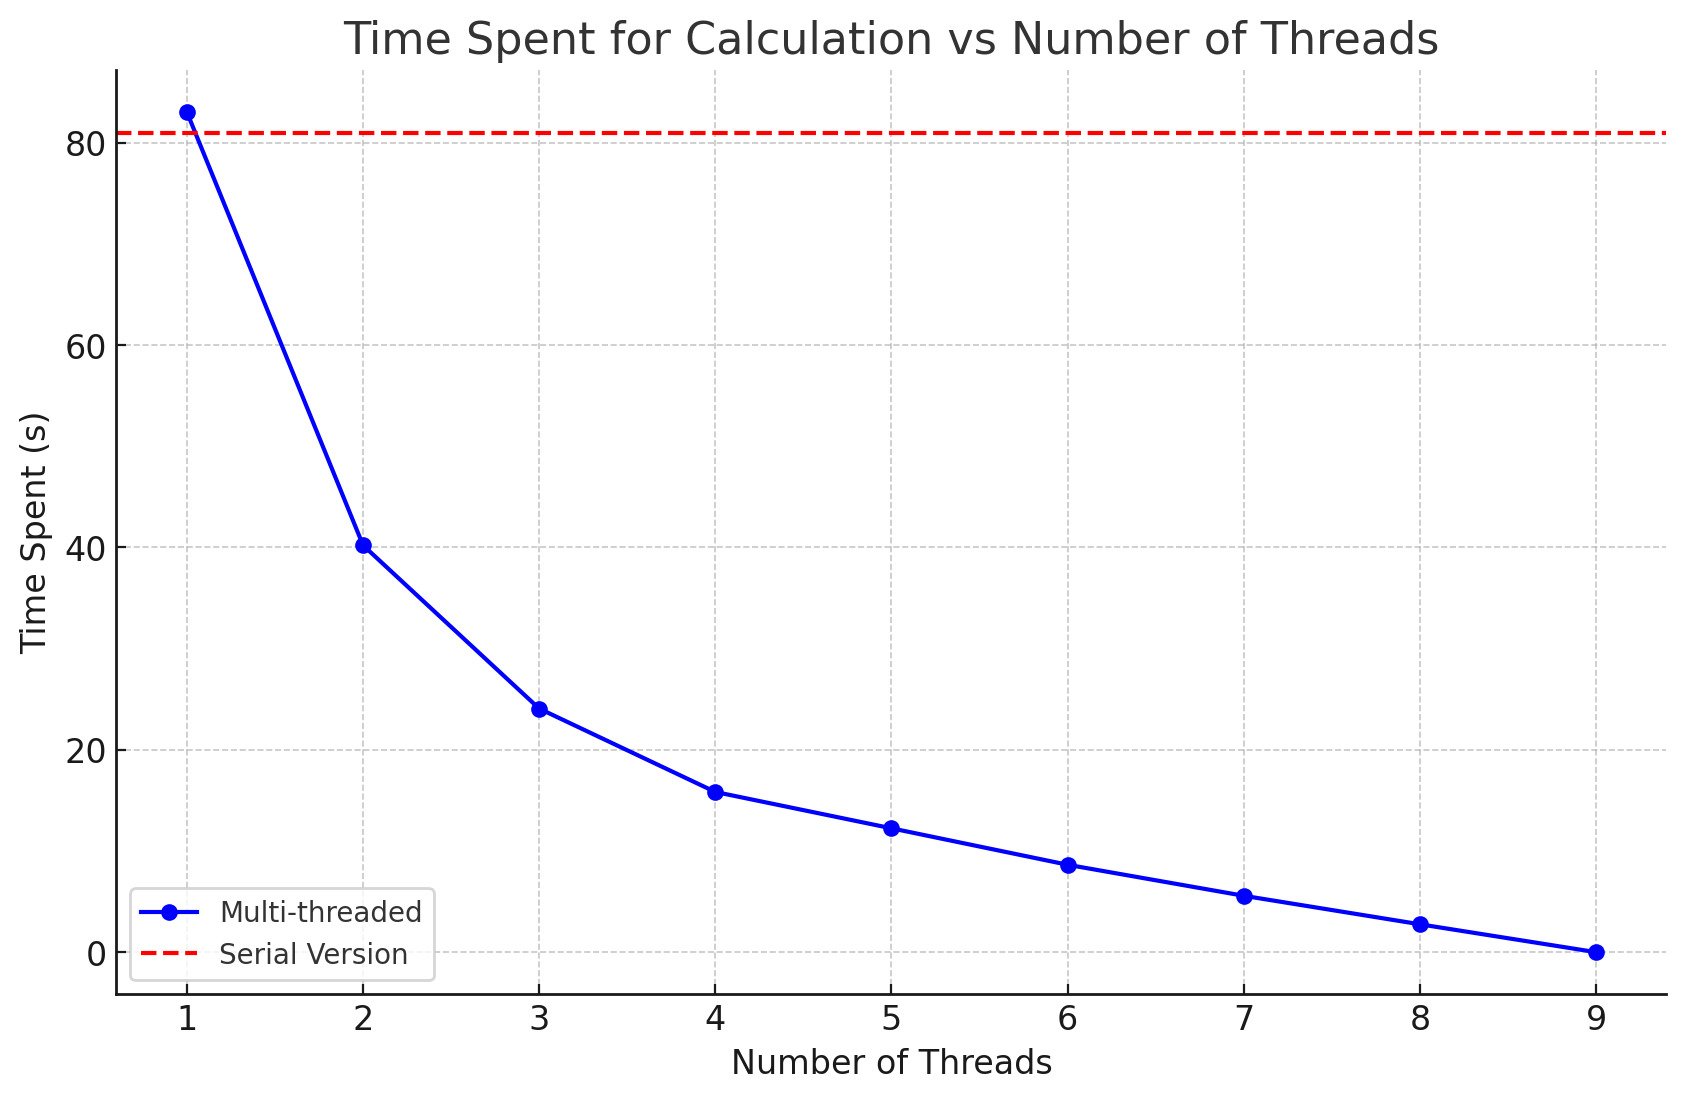 Time Spent for Calculation vs Number of Threads
Time Spent (s)
80
60
40
20
0
Multi-threaded
Serial Version
1 2 3 4 5 6 7 8 9
Number of Threads